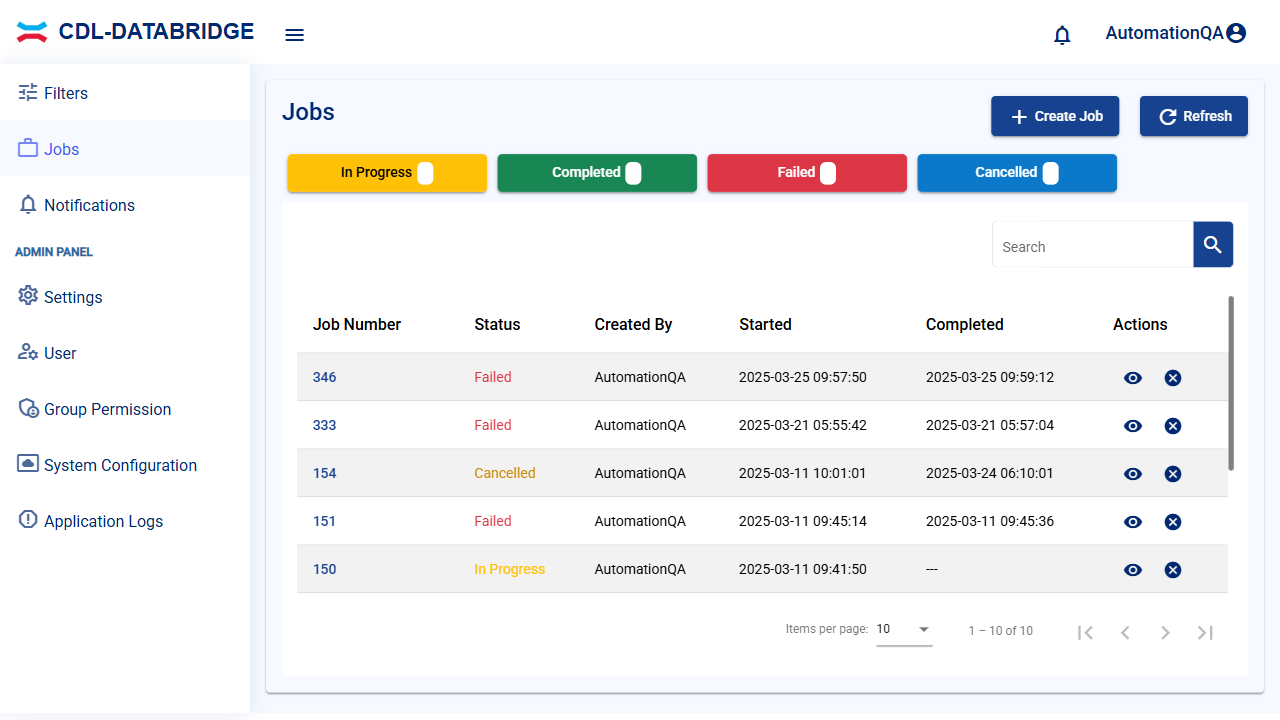 CDL-DATABRIDGE
AutomationQA
Filters
Jobs
Notifications
ADMIN PANEL
Settings
User
Group Permission
System Configuration
Application Logs
Jobs
Create Job
Refresh
In Progress
Completed
Failed
Cancelled
Search
Job Number Status Created By Started Completed Actions
346 Failed AutomationQA 2025-03-25 09:57:50 2025-03-25 09:59:12
333 Failed AutomationQA 2025-03-21 05:55:42 2025-03-21 05:57:04
154 Cancelled AutomationQA 2025-03-11 10:01:01 2025-03-24 06:10:01
151 Failed AutomationQA 2025-03-11 09:45:14 2025-03-11 09:45:36
150 In Progress AutomationQA 2025-03-11 09:41:50 ---
Items per page: 10 1 – 10 of 10